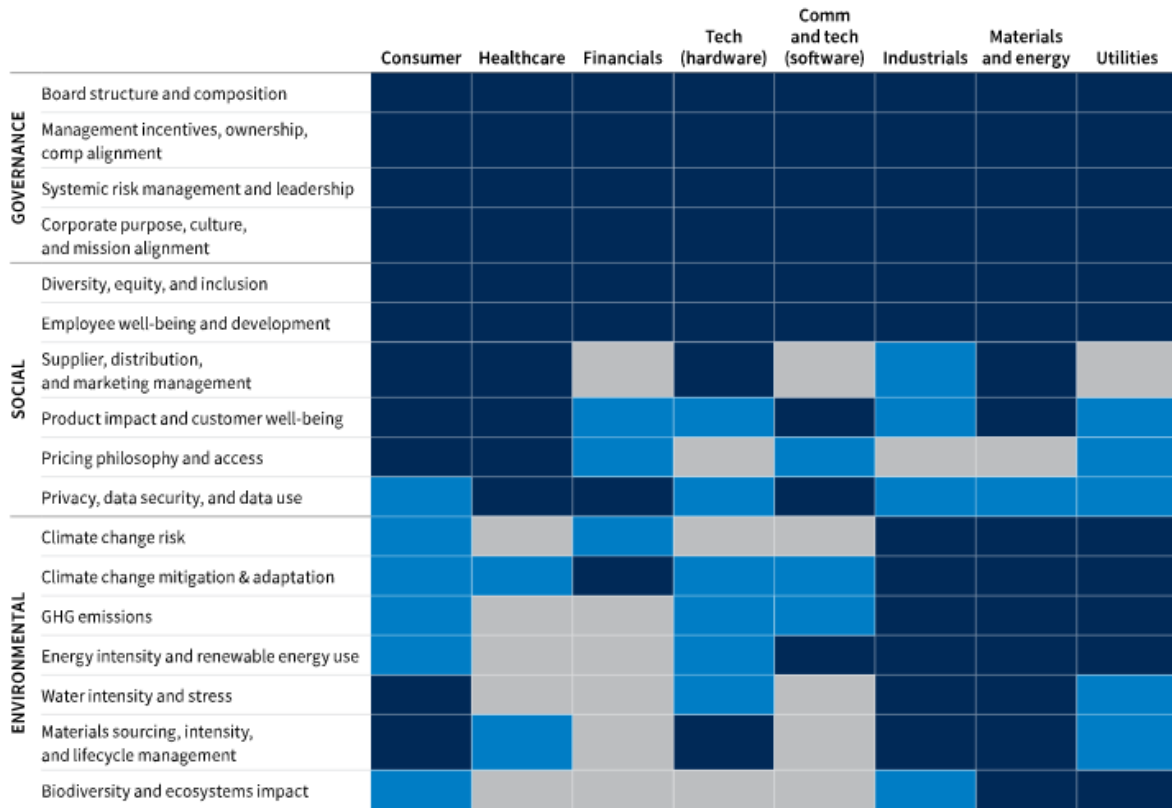 Consumer
Healthcare
Financials
Tech
(hardware)
Comm
and tech
(software)
Industrials
Materials
and energy
Utilities
GOVERNANCE
Board structure and composition
Management incentives, ownership,
comp alignment
Systemic risk management and leadership
Corporate purpose, culture,
and mission alignment
SOCIAL
Diversity, equity, and inclusion
Employee well-being and development
Supplier, distribution,
and marketing management
Product impact and customer well-being
Pricing philosophy and access
Privacy, data security, and data use
ENVIRONMENTAL
Climate change risk
Climate change mitigation & adaptation
GHG emissions
Energy intensity and renewable energy use
Water intensity and stress
Materials sourcing, intensity,
and lifecycle management
Biodiversity and ecosystems impact